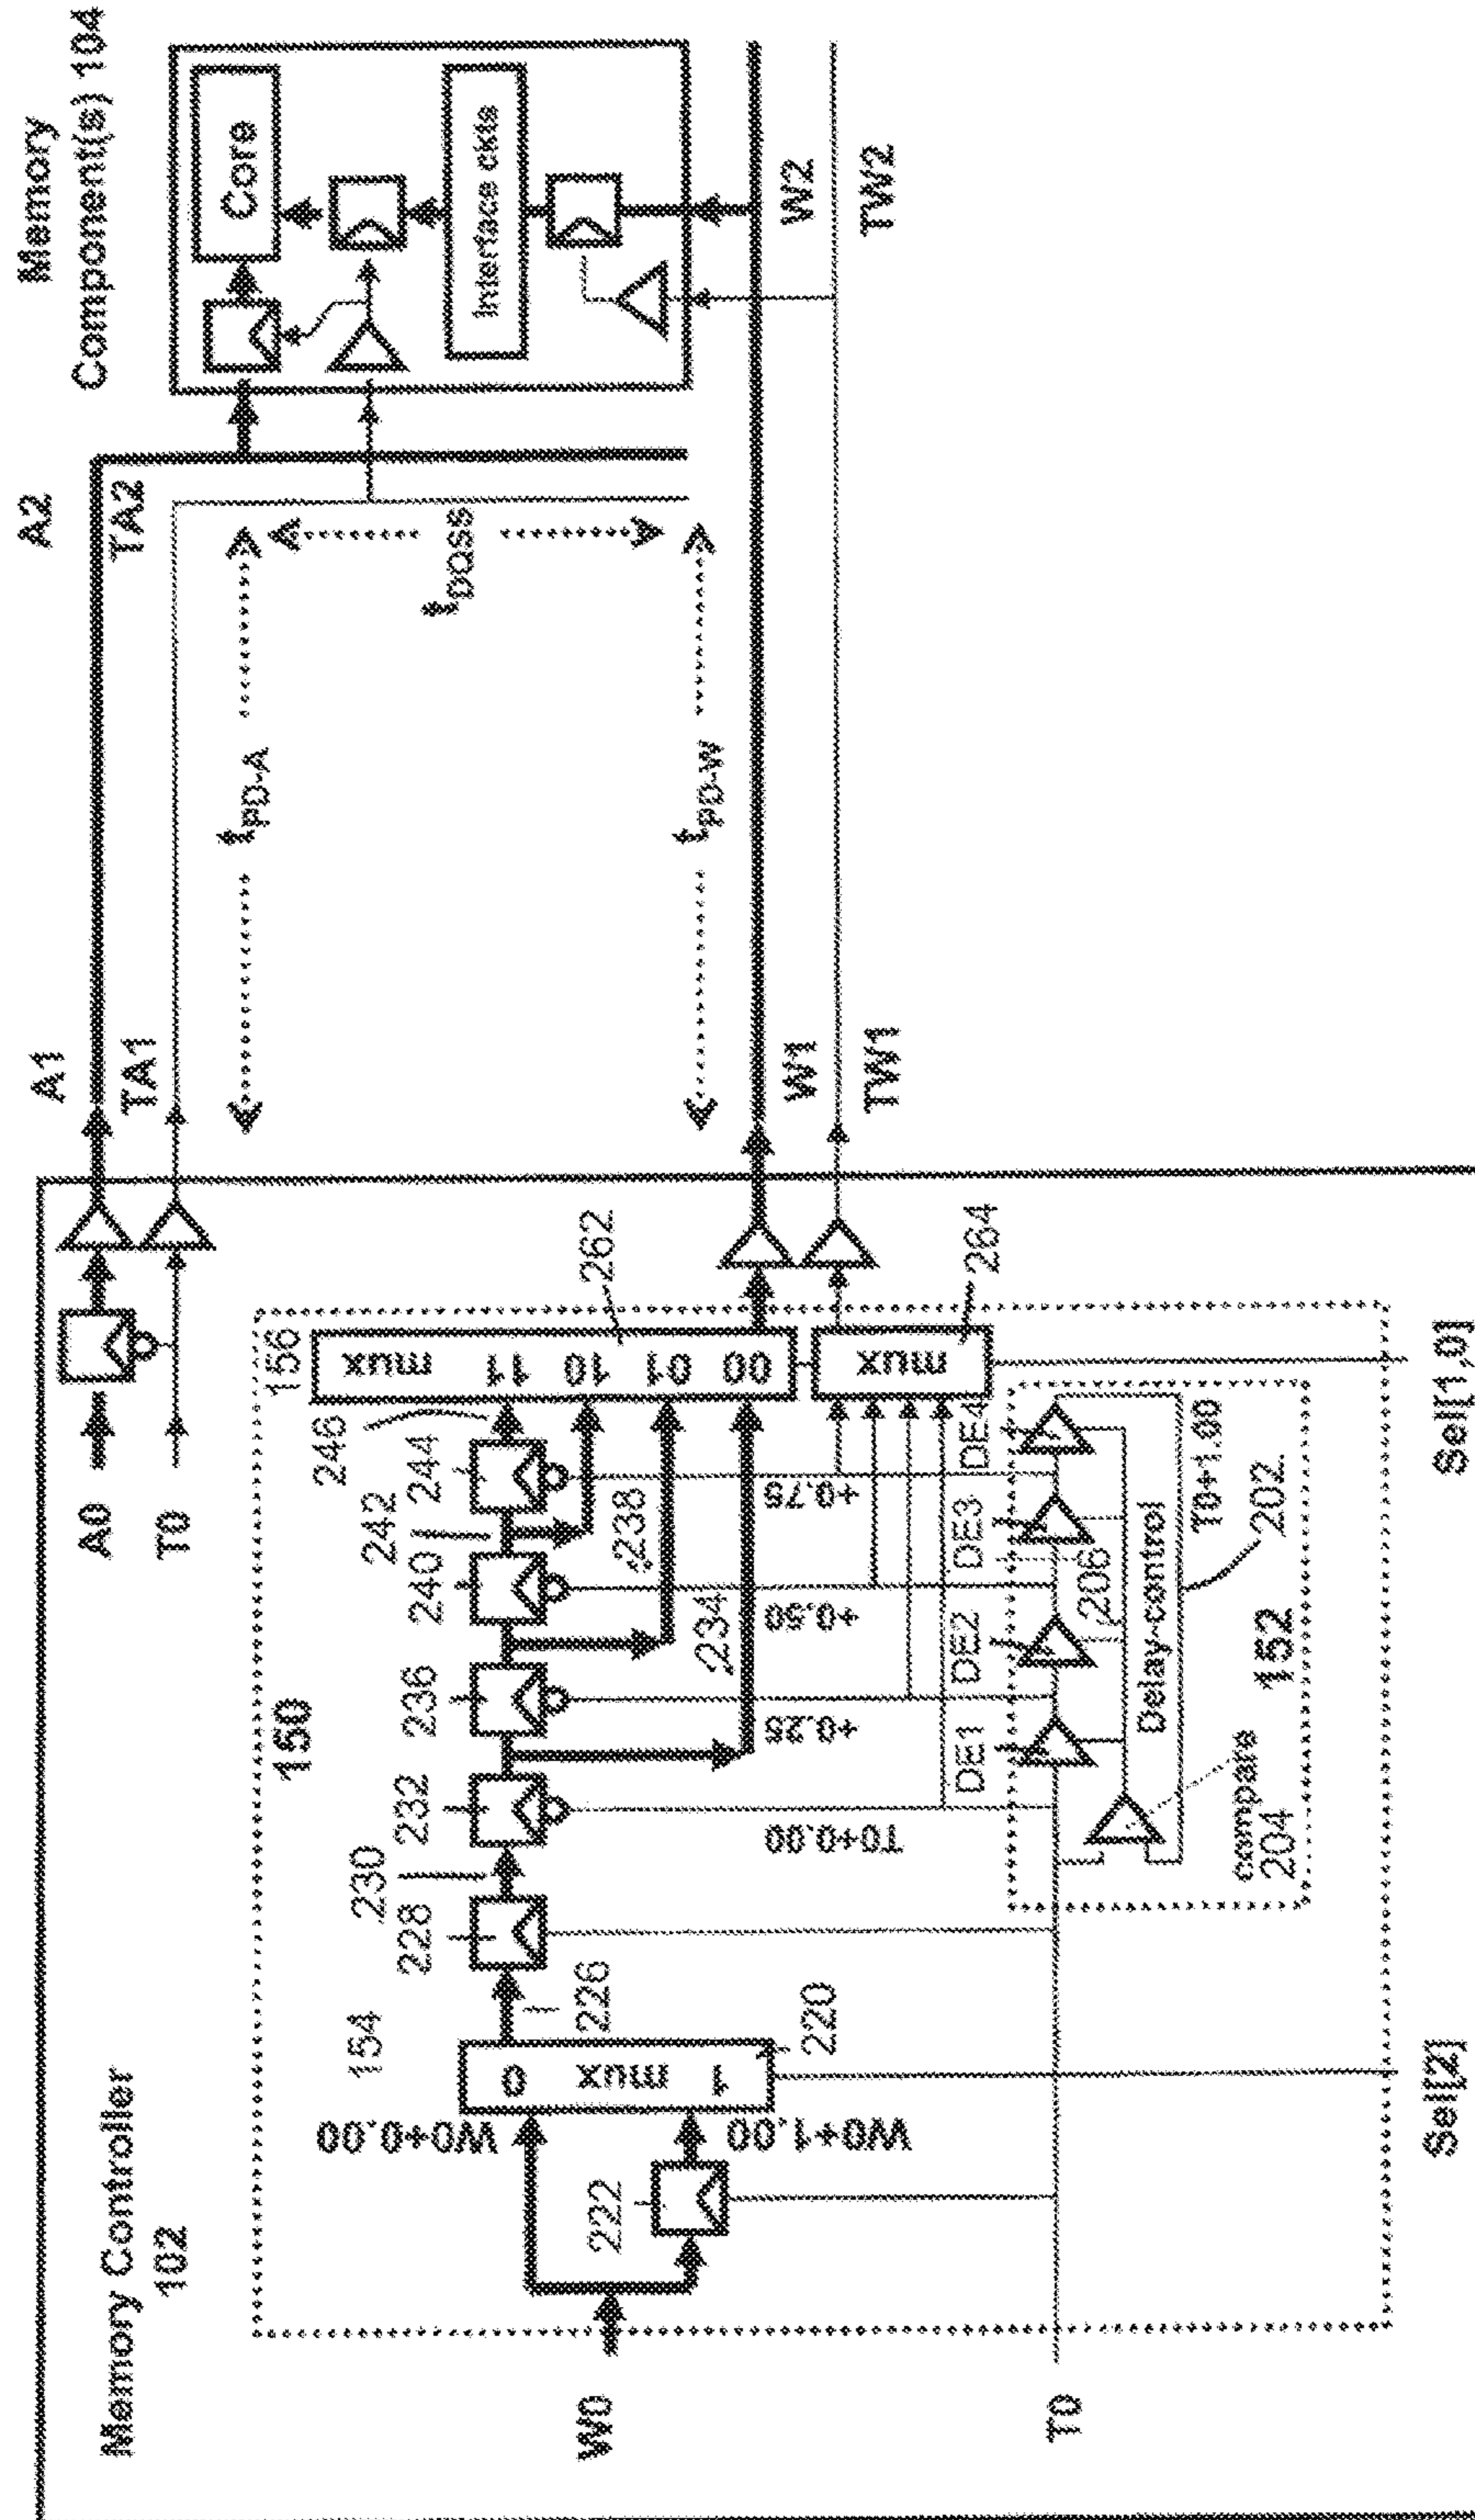 Memory Controller
102
A0
T0
A1
TA1
A2
TA2
Memory
Component(s) 104
Core
Interface ckts
tPD-A
tDQSS
tPD-W
W1
TW1
W2
TW2
150
W0
T0
222
W0+0.00
W0+1.00
154
0
mux
1
220
226
228
230
232
236
240
242
244
246
234
238
156
mux
11
10
01
00
262
mux
264
T0+0.00
+0.25
+0.50
+0.75
DE1
DE2
DE3
DE4
206
Delay-control
T0+1.00
202
152
compare
204
Sel[2]
Sel[1,0]